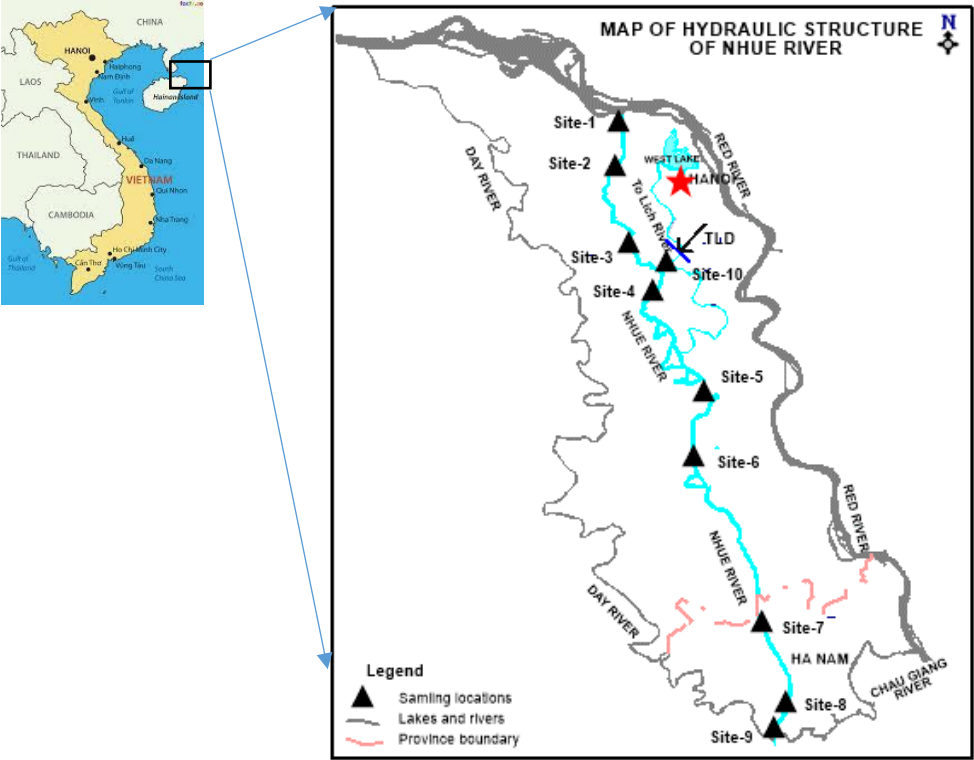 CHINA
HANOI
Haiphong
Nam Định
LAOS
Gulf of
Tonkin
Hainan Island
Vinh
Huế
THAILAND
Da Nang
VIETNAM
Qui Nhon
CAMBODIA
Nha Trang
Ho Chi Minh City
Gulf of
Thailand
Cần Thơ
Vũng Tàu
South
China Sea
MAP OF HYDRAULIC STRUCTURE
OF NHUE RIVER
N
Site-1
Site-2
WEST LAKE
RED RIVER
HANOI
DAY RIVER
To Lich River
TLD
Site-3
Site-10
Site-4
NHUE RIVER
Site-5
Site-6
RED RIVER
NHUE RIVER
DAY RIVER
Site-7
HA NAM
CHAU GIANG
RIVER
Site-8
Site-9
Legend
Samling locations
Lakes and rivers
Province boundary